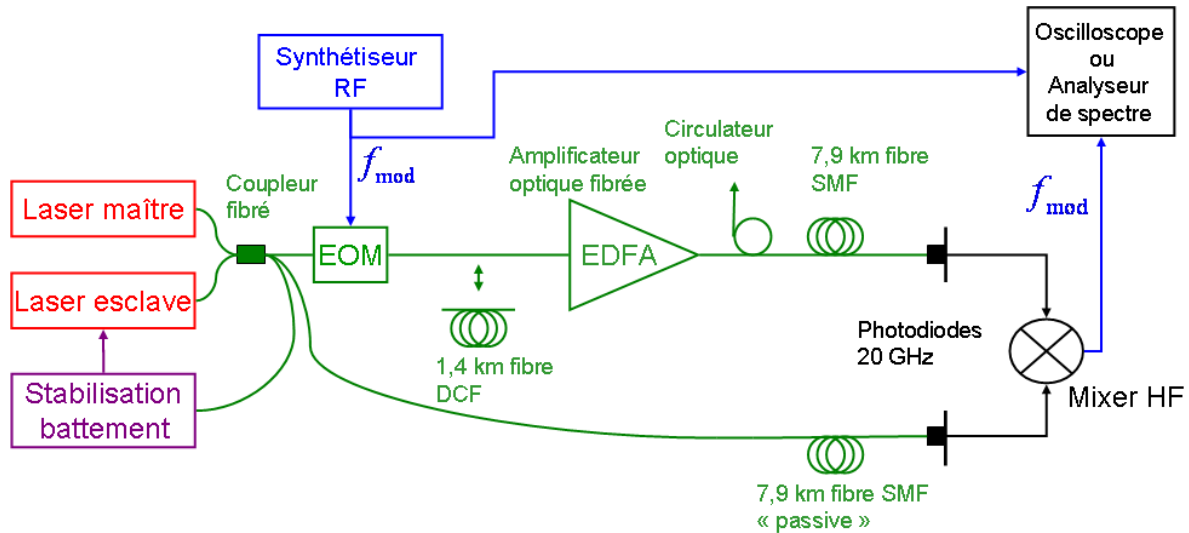 Synthétiseur
RF
Oscilloscope
ou
Analyseur
de spectre
f mod
Circulateur
optique
7,9 km fibre
SMF
Amplificateur
optique fibrée
Coupleur
fibré
f mod
Laser maître
EOM
EDFA
Laser esclave
Photodiodes
20 GHz
1,4 km fibre
DCF
Stabilisation
battement
Mixer HF
7,9 km fibre SMF
« passive »